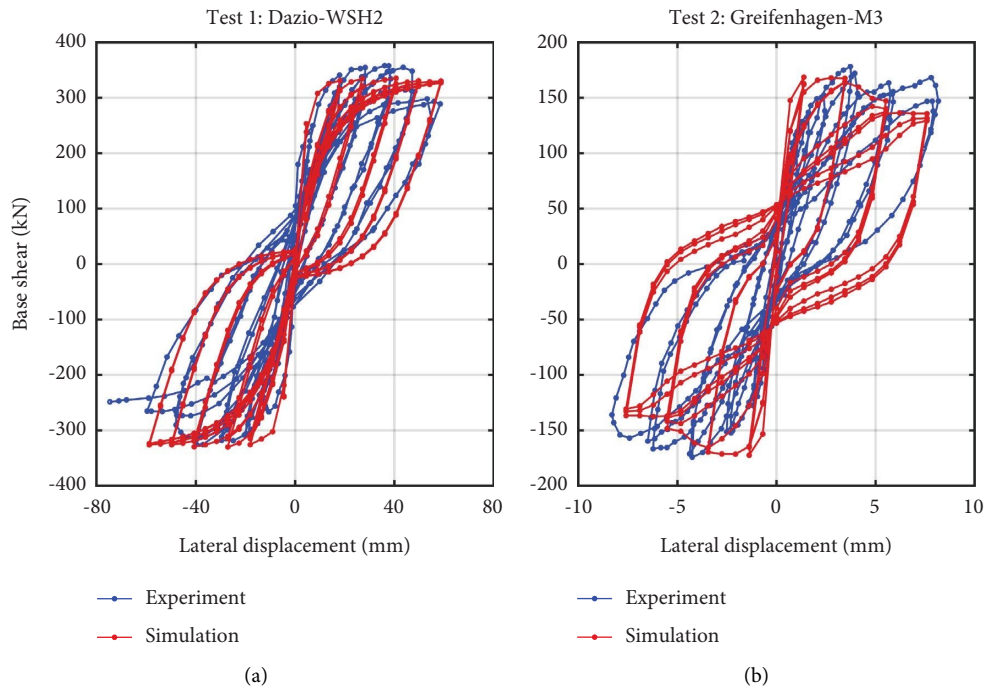 Test 1: Dazio-WSH2
400
300
200
100
0
-100
-200
-300
-400
Base shear (kN)
-80
-40
0
40
80
Lateral displacement (mm)
Experiment
Simulation
(a)
Test 2: Greifenhagen-M3
200
150
100
50
0
-50
-100
-150
-200
-10
-5
0
5
10
Lateral displacement (mm)
Experiment
Simulation
(b)